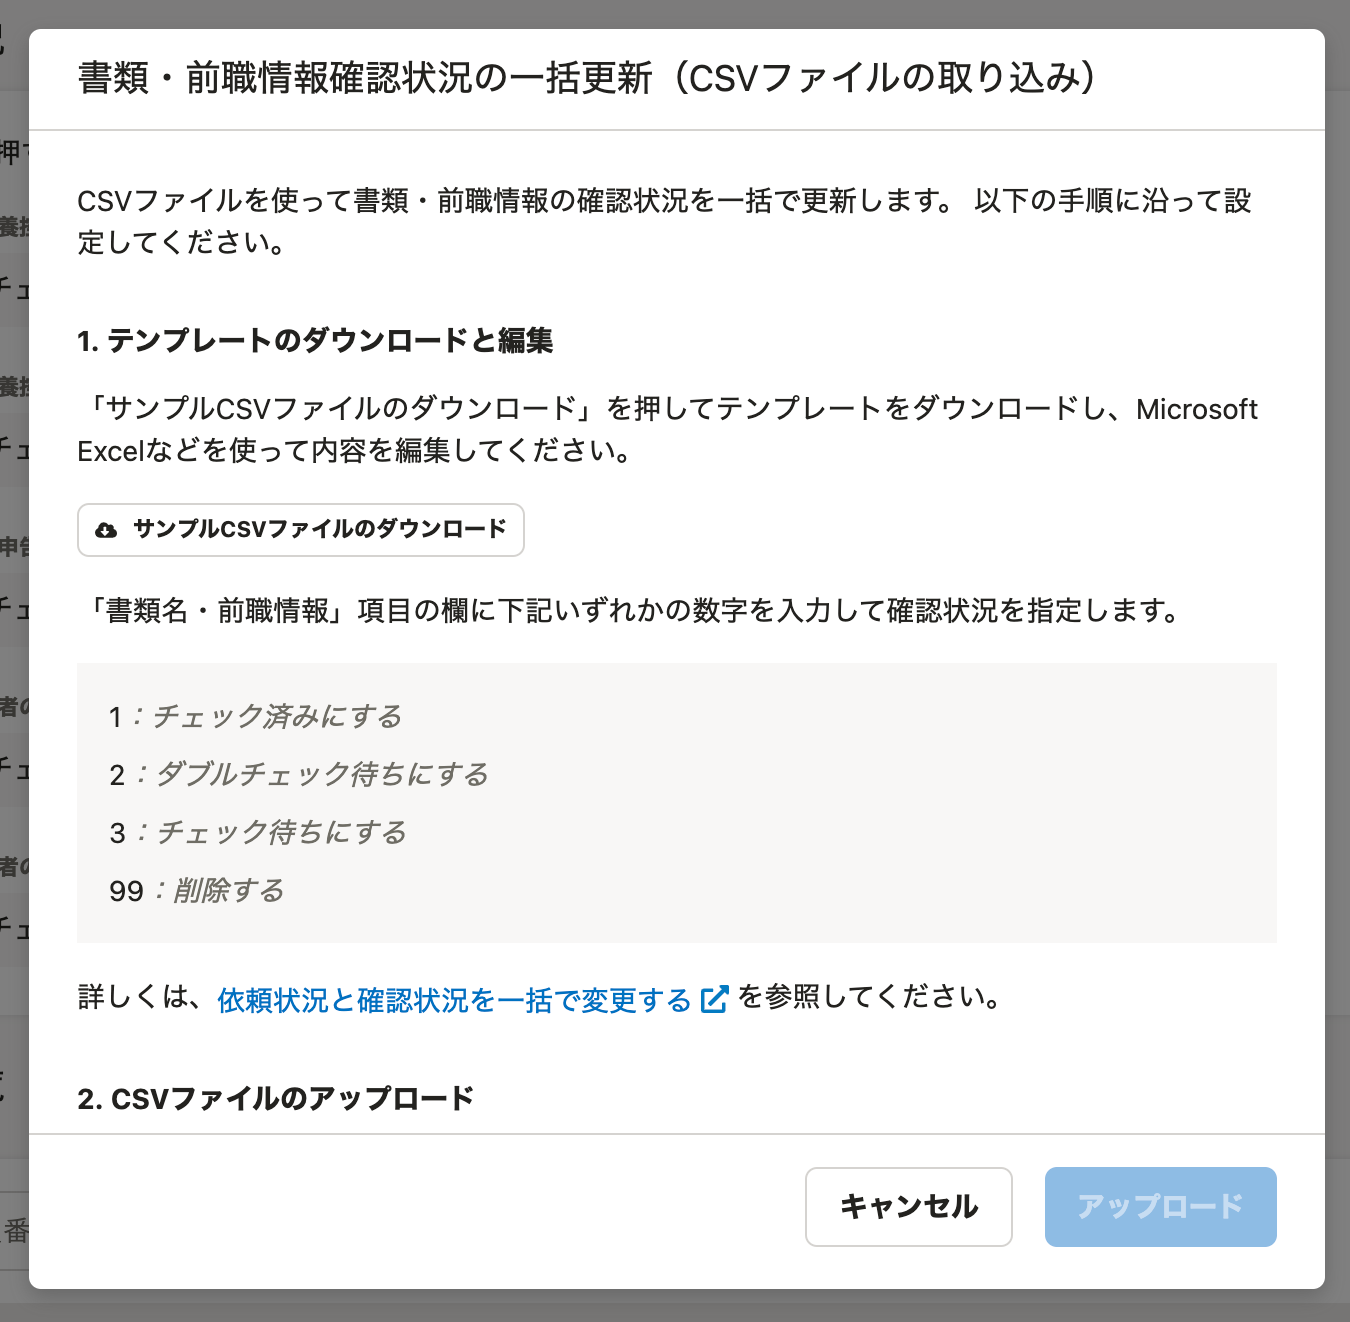 書類・前職情報確認状況の一括更新（CSVファイルの取り込み）
CSVファイルを使って書類・前職情報の確認状況を一括で更新します。 以下の手順に沿って設
定してください。
1. テンプレートのダウンロードと編集
「サンプルCSVファイルのダウンロード」を押してテンプレートをダウンロードし、Microsoft
Excelなどを使って内容を編集してください。
サンプルCSVファイルのダウンロード
「書類名・前職情報」項目の欄に下記いずれかの数字を入力して確認状況を指定します。
1：チェック済みにする
2：ダブルチェック待ちにする
3：チェック待ちにする
99：削除する
詳しくは、依頼状況と確認状況を一括で変更する を参照してください。
2. CSVファイルのアップロード
キャンセル
アップロード